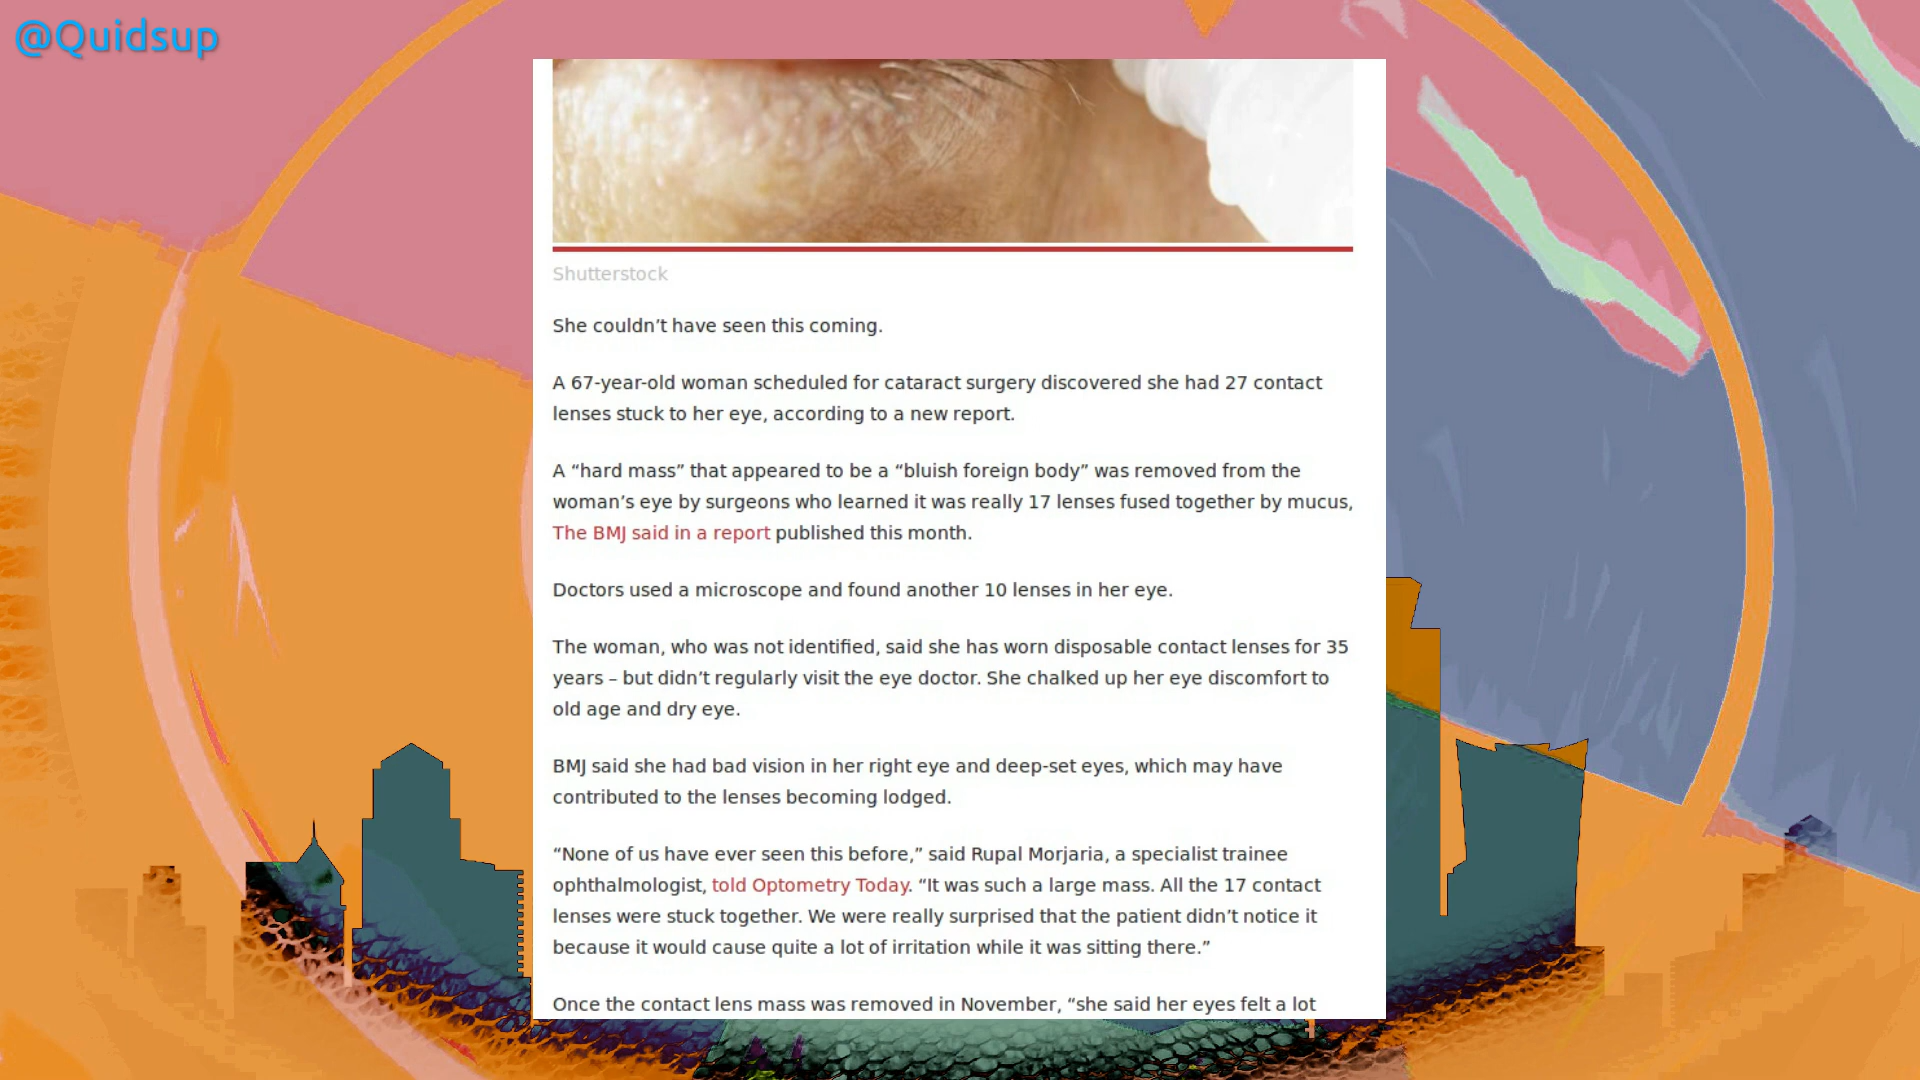 @Quidsup
Shutterstock
She couldn’t have seen this coming.
A 67-year-old woman scheduled for cataract surgery discovered she had 27 contact
lenses stuck to her eye, according to a new report.
A “hard mass” that appeared to be a “bluish foreign body” was removed from the
woman’s eye by surgeons who learned it was really 17 lenses fused together by mucus,
The BMJ said in a report published this month.
Doctors used a microscope and found another 10 lenses in her eye.
The woman, who was not identified, said she has worn disposable contact lenses for 35
years – but didn’t regularly visit the eye doctor. She chalked up her eye discomfort to
old age and dry eye.
BMJ said she had bad vision in her right eye and deep-set eyes, which may have
contributed to the lenses becoming lodged.
“None of us have ever seen this before,” said Rupal Morjaria, a specialist trainee
ophthalmologist, told Optometry Today. “It was such a large mass. All the 17 contact
lenses were stuck together. We were really surprised that the patient didn’t notice it
because it would cause quite a lot of irritation while it was sitting there.”
Once the contact lens mass was removed in November, “she said her eyes felt a lot